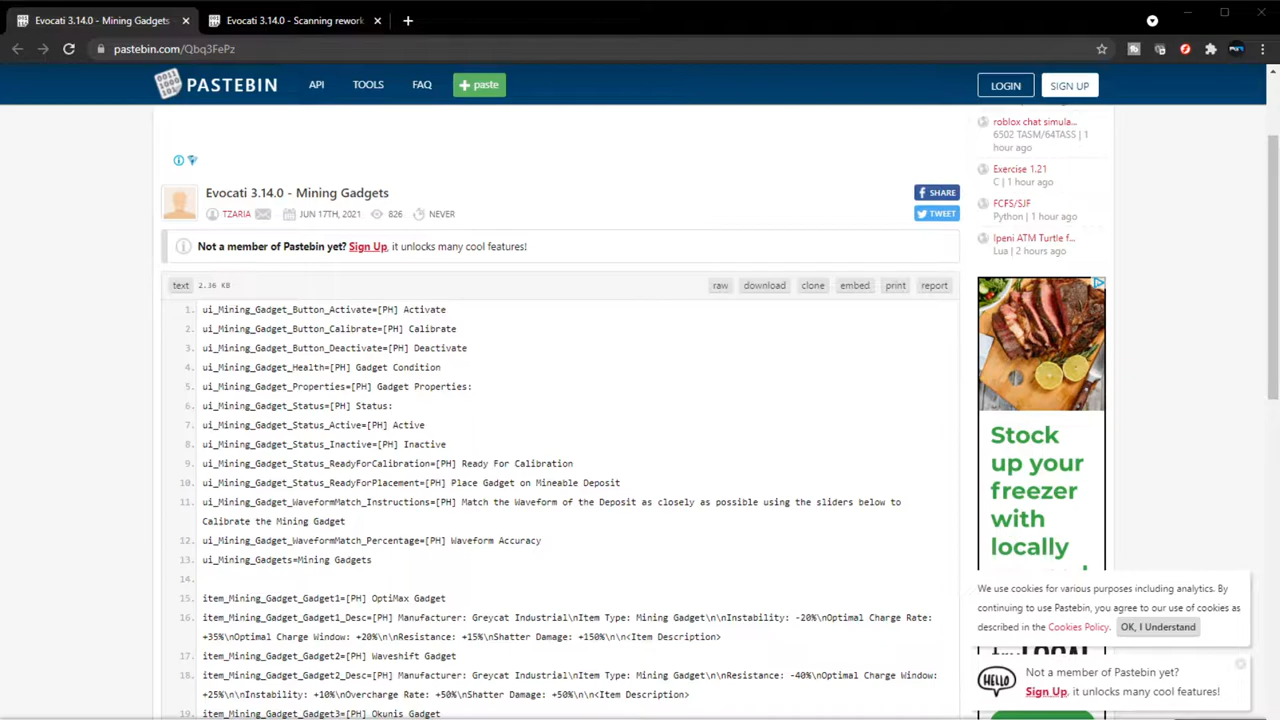 Evocati 3.14.0 - Mining Gadgets
Evocati 3.14.0 - Scanning rework
pastebin.com/Qbq3FePz
PASTEBIN
API
TOOLS
FAQ
+ paste
LOGIN
SIGN UP
roblox chat simula...
6502 TASM/64TASS | 1
hour ago
Exercise 1.21
C | 1 hour ago
FCFS/SJF
Python | 1 hour ago
Ipeni ATM Turtle f...
Lua | 2 hours ago
Evocati 3.14.0 - Mining Gadgets
TZARIA
JUN 17TH, 2021
826
NEVER
SHARE
TWEET
Not a member of Pastebin yet? Sign Up, it unlocks many cool features!
text
2.36 KB
raw
download
clone
embed
print
report
1. ui_Mining_Gadget_Button_Activate=[PH] Activate
2. ui_Mining_Gadget_Button_Calibrate=[PH] Calibrate
3. ui_Mining_Gadget_Button_Deactivate=[PH] Deactivate
4. ui_Mining_Gadget_Health=[PH] Gadget Condition
5. ui_Mining_Gadget_Properties=[PH] Gadget Properties:
6. ui_Mining_Gadget_Status=[PH] Status:
7. ui_Mining_Gadget_Status_Active=[PH] Active
8. ui_Mining_Gadget_Status_Inactive=[PH] Inactive
9. ui_Mining_Gadget_Status_ReadyForCalibration=[PH] Ready For Calibration
10. ui_Mining_Gadget_Status_ReadyForPlacement=[PH] Place Gadget on Mineable Deposit
11. ui_Mining_Gadget_WaveformMatch_Instructions=[PH] Match the Waveform of the Deposit as closely as possible using the sliders below to
Calibrate the Mining Gadget
12. ui_Mining_Gadget_WaveformMatch_Percentage=[PH] Waveform Accuracy
13. ui_Mining_Gadgets=Mining Gadgets
14.
15. item_Mining_Gadget_Gadget1=[PH] OptiMax Gadget
16. item_Mining_Gadget_Gadget1_Desc=[PH] Manufacturer: Greycat Industrial\nItem Type: Mining Gadget\n\nInstability: -20%\nOptimal Charge Rate:
+35%\nOptimal Charge Window: +20%\n\nResistance: +15%\nShatter Damage: +150%\n\n<Item Description>
17. item_Mining_Gadget_Gadget2=[PH] Waveshift Gadget
18. item_Mining_Gadget_Gadget2_Desc=[PH] Manufacturer: Greycat Industrial\nItem Type: Mining Gadget\n\nResistance: -40%\nOptimal Charge Window:
+25%\n\nInstability: +10%\nOvercharge Rate: +50%\nShatter Damage: +50%\n\n<Item Description>
19. item_Mining_Gadget_Gadget3=[PH] Okunis Gadget
Stock
up your
freezer
with
locally
We use cookies for various purposes including analytics. By
continuing to use Pastebin, you agree to our use of cookies as
described in the Cookies Policy. OK, I Understand
HELLO
Not a member of Pastebin yet?
Sign Up, it unlocks many cool features!